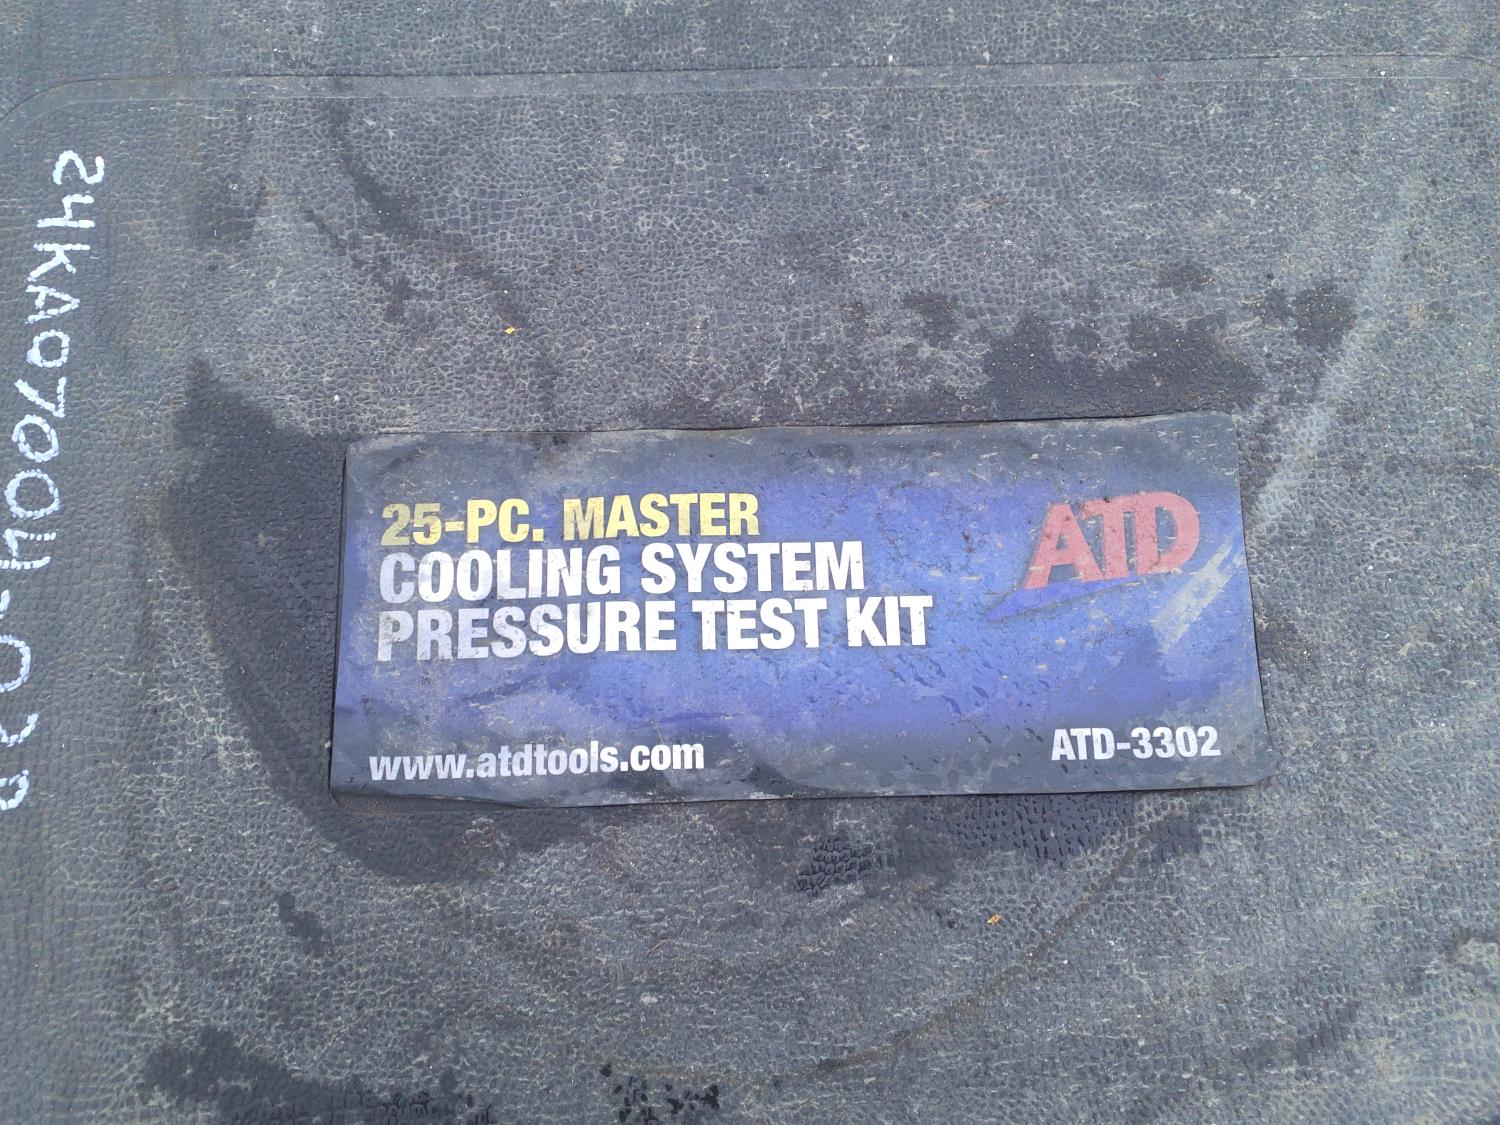 25-PC. MASTER
COOLING SYSTEM
PRESSURE TEST KIT
ATD
www.atdtools.com
ATD-3302